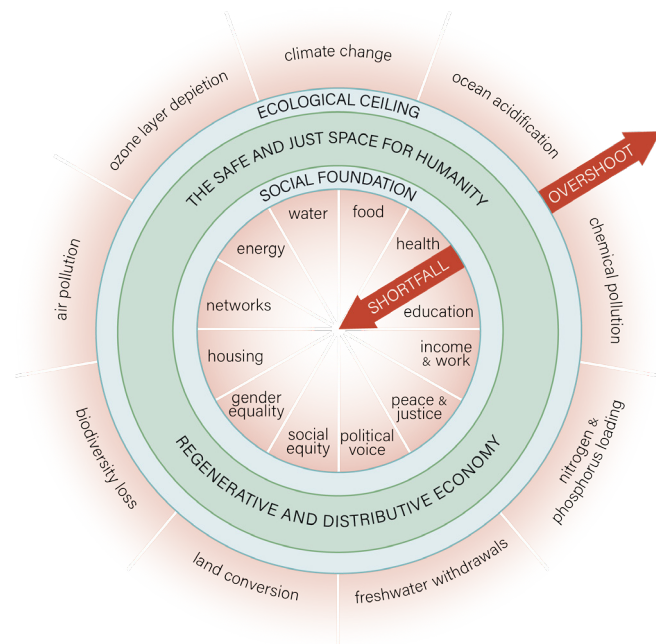 climate change
ocean acidification
chemical pollution
nitrogen &
phosphorus loading
freshwater withdrawals
land conversion
biodiversity loss
air pollution
ozone layer depletion
ECOLOGICAL CEILING
OVERSHOOT
THE SAFE AND JUST SPACE FOR HUMANITY
REGENERATIVE AND DISTRIBUTIVE ECONOMY
SOCIAL FOUNDATION
SHORTFALL
water
food
health
education
income
& work
peace &
justice
political
voice
social
equity
gender
equality
housing
networks
energy